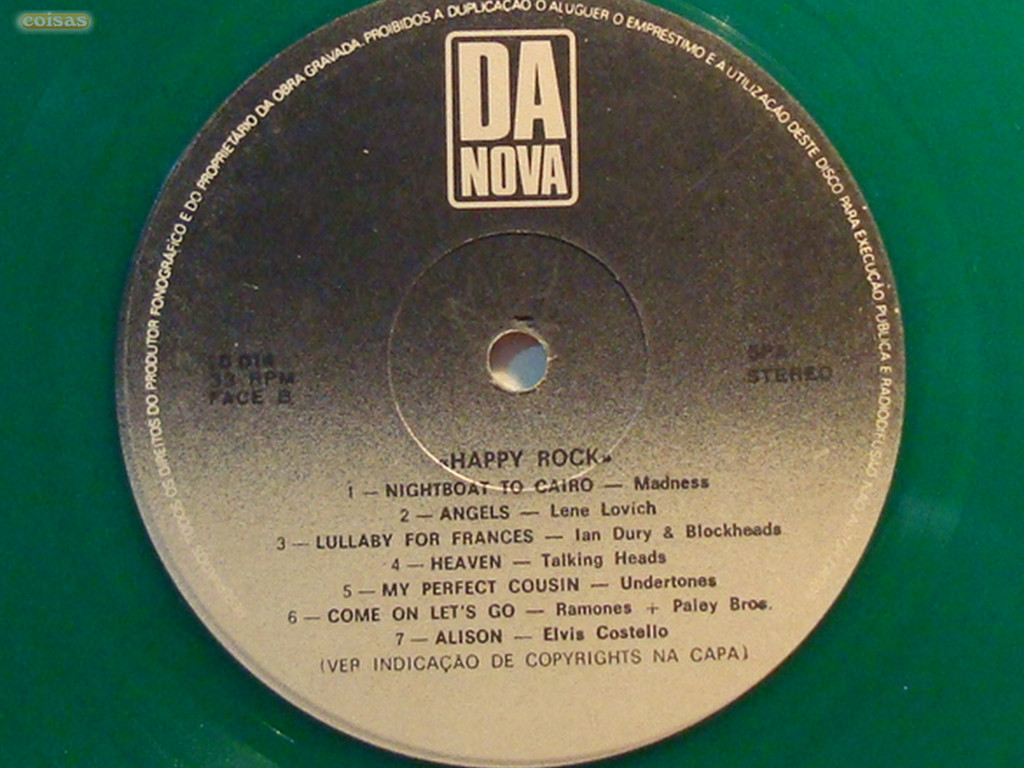 coisas
DA
NOVA
DOS OS DIREITOS DO PRODUTOR FONOGRÁFICO E DO PROPRIETÁRIO DA OBRA GRAVADA. PROIBIDOS A DUPLICAÇÃO O ALUGUER O EMPRÉSTIMO E A UTILIZAÇÃO DESTE DISCO PARA EXECUÇÃO PÚBLICA E RADIODIFUSÃO
33 RPM
FACE B
SPA
STEREO
«HAPPY ROCK»
1 — NIGHTBOAT TO CAIRO — Madness
2 — ANGELS — Lene Lovich
3 — LULLABY FOR FRANCES — Ian Dury & Blockheads
4 — HEAVEN — Talking Heads
5 — MY PERFECT COUSIN — Undertones
6 — COME ON LET'S GO — Ramones + Paley Bros.
7 — ALISON — Elvis Costello
(VER INDICAÇÃO DE COPYRIGHTS NA CAPA)